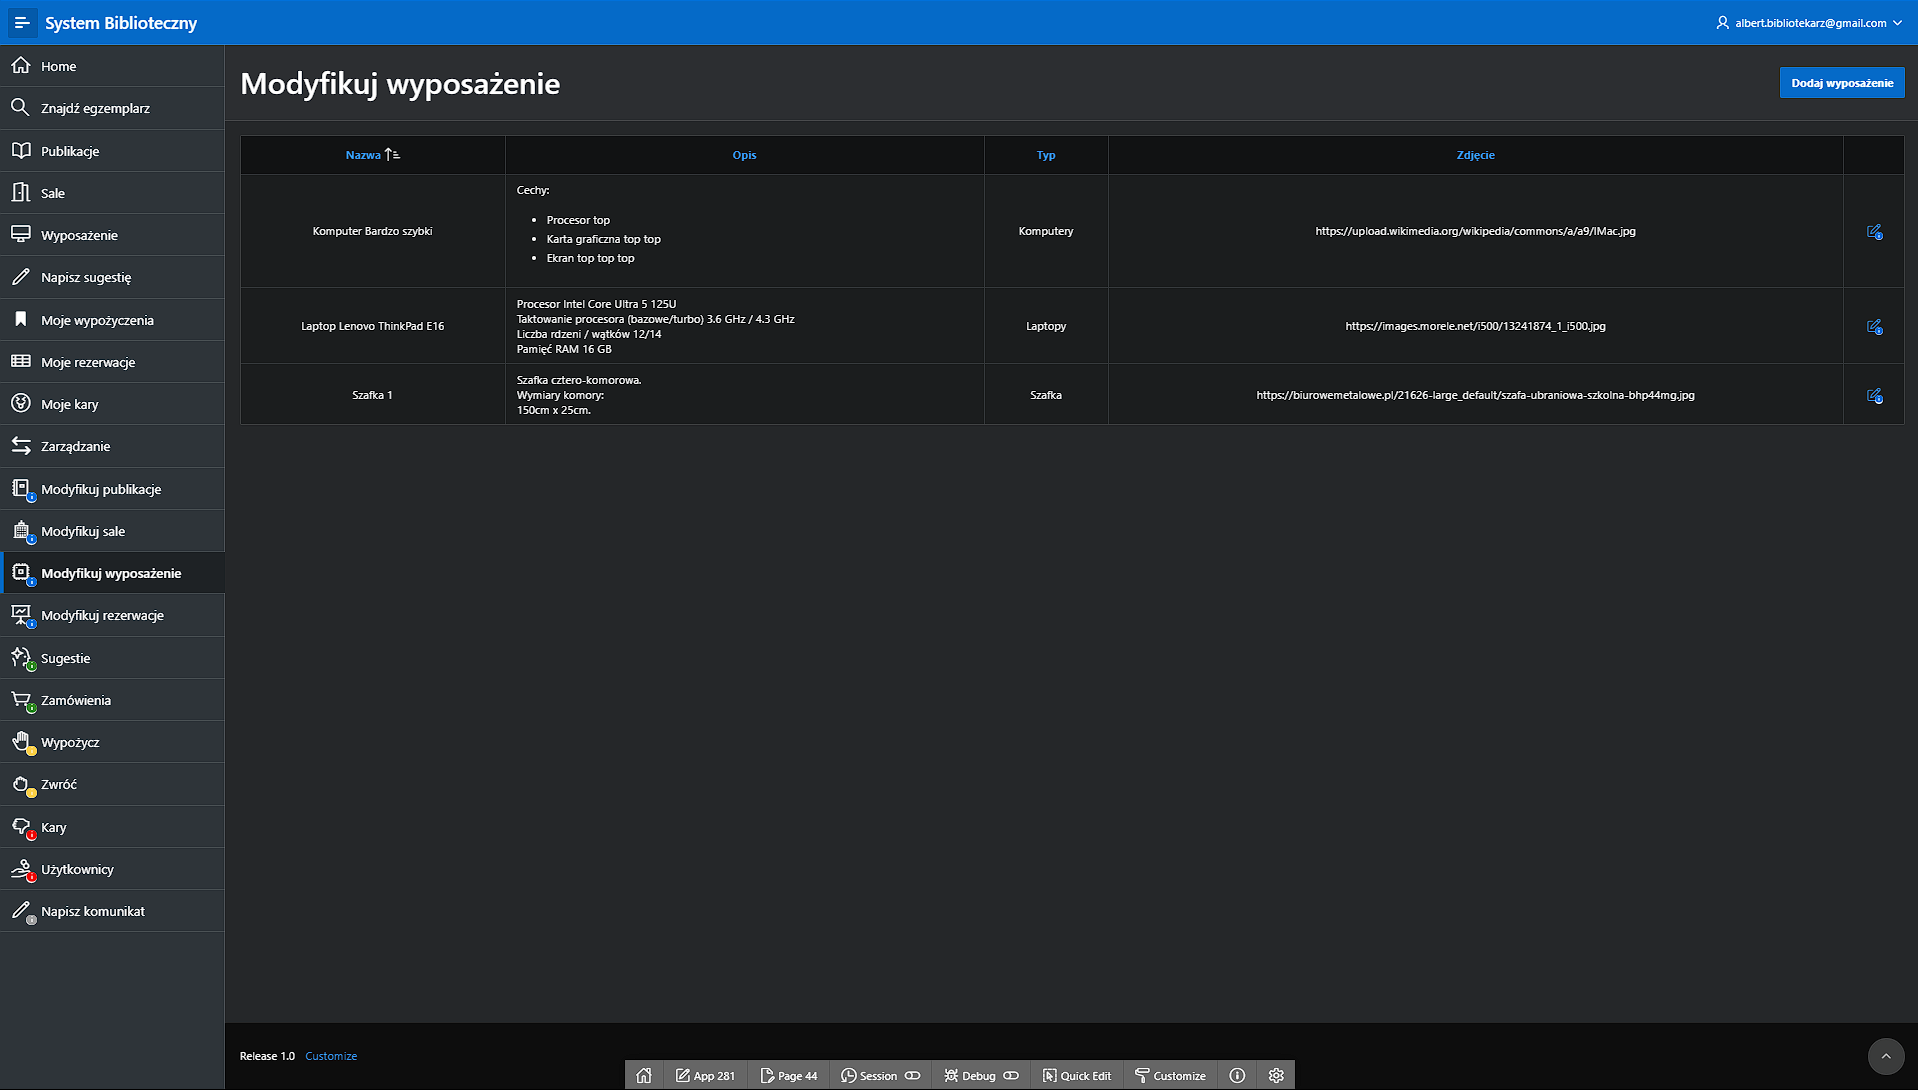 System Biblioteczny
albert.bibliotekarz@gmail.com
Home
Znajdź egzemplarz
Publikacje
Sale
Wyposażenie
Napisz sugestię
Moje wypożyczenia
Moje rezerwacje
Moje kary
Zarządzanie
Modyfikuj publikacje
Modyfikuj sale
Modyfikuj wyposażenie
Modyfikuj rezerwacje
Sugestie
Zamówienia
Wypożycz
Zwróć
Kary
Użytkownicy
Napisz komunikat
Modyfikuj wyposażenie
Dodaj wyposażenie
Nazwa Opis Typ Zdjęcie
Komputer Bardzo szybki
Cechy:
• Procesor top
• Karta graficzna top top
• Ekran top top top
Komputery
https://upload.wikimedia.org/wikipedia/commons/a/a9/IMac.jpg
Laptop Lenovo ThinkPad E16
Procesor Intel Core Ultra 5 125U
Taktowanie procesora (bazowe/turbo) 3.6 GHz / 4.3 GHz
Liczba rdzeni / wątków 12/14
Pamięć RAM 16 GB
Laptopy
https://images.morele.net/i500/13241874_1_i500.jpg
Szafka 1
Szafka cztero-komorowa.
Wymiary komory:
150cm x 25cm.
Szafka
https://biurowemetalowe.pl/21626-large_default/szafa-ubraniowa-szkolna-bhp44mg.jpg
Release 1.0 Customize
App 281 Page 44 Session Debug Quick Edit Customize